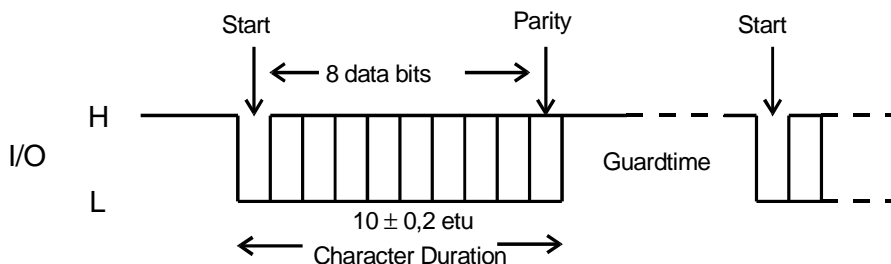 Start
Parity
Start
8 data bits
H
I/O
Guardtime
L
10 ± 0,2 etu
Character Duration